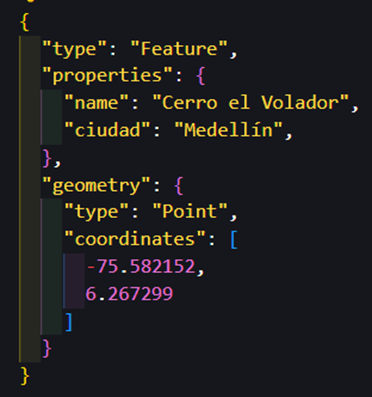 {
"type": "Feature",
"properties": {
"name": "Cerro el Volador",
"ciudad": "Medellín",
},
"geometry": {
"type": "Point",
"coordinates": [
-75.582152,
6.267299
]
}
}